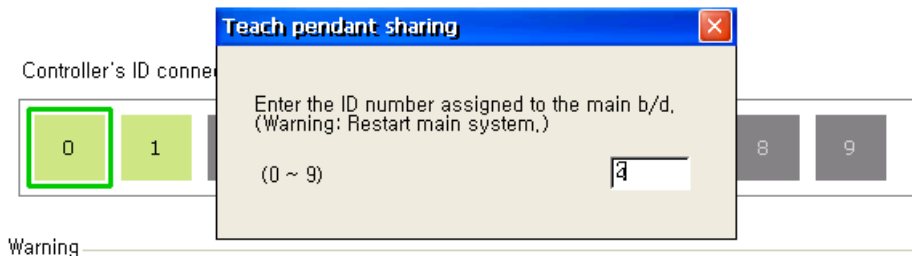 Teach pendant sharing
Controller's ID conne
Enter the ID number assigned to the main b/d.
(Warning: Restart main system.)
0 1 8 9
(0 ~ 9)
Warning